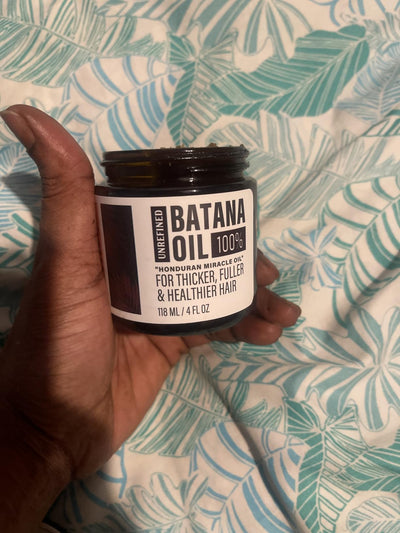 UNREFINED
BATANA
OIL 100%
"HONDURAN MIRACLE OIL"
FOR THICKER, FULLER
& HEALTHIER HAIR
118 ML / 4 FL OZ